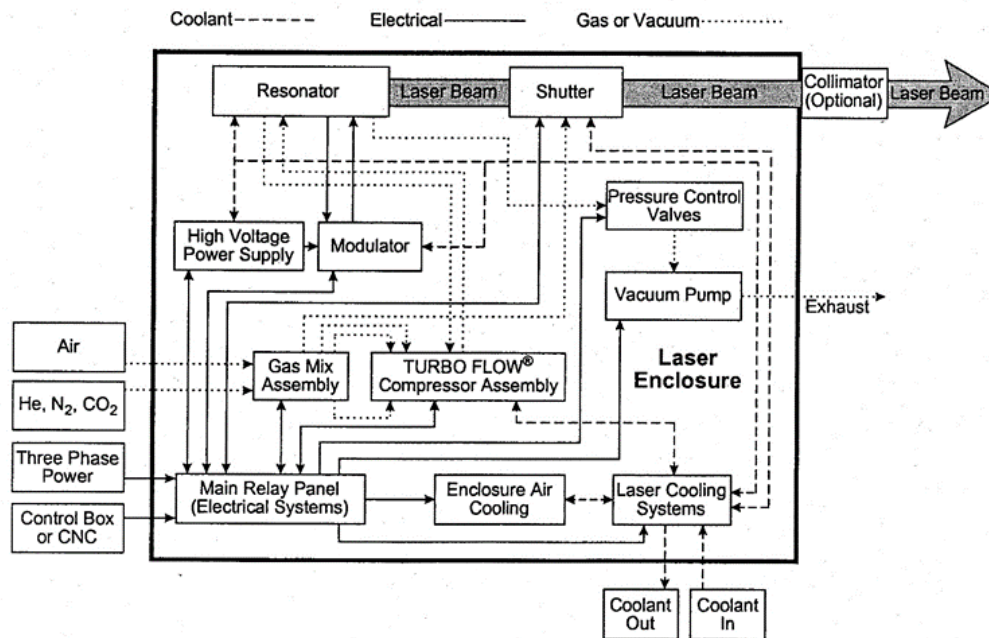 Coolant
Electrical
Gas or Vacuum
Resonator
Laser Beam
Shutter
Laser Beam
Collimator
(Optional)
Laser Beam
Pressure Control
Valves
High Voltage
Power Supply
Modulator
Vacuum Pump
Exhaust
Air
Gas Mix
Assembly
TURBO FLOW®
Compressor Assembly
Laser
Enclosure
He, N₂, CO₂
Three Phase
Power
Main Relay Panel
(Electrical Systems)
Enclosure Air
Cooling
Laser Cooling
Systems
Control Box
or CNC
Coolant
Out
Coolant
In